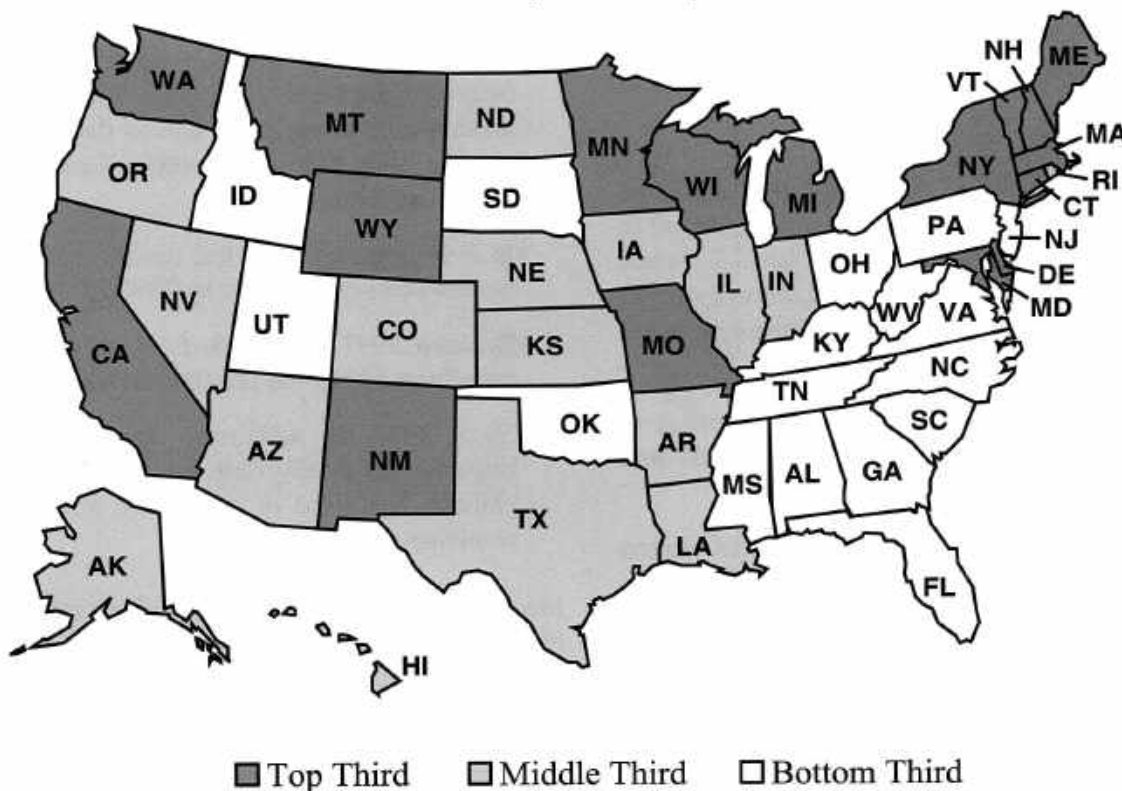 NH
ME
VT
WA
MT
ND
MN
MA
OR
NY
ID
SD
WI
MI
RI
WY
CT
PA
NJ
IA
NE
OH
DE
NV
IL
IN
UT
CO
WV
VA
MD
CA
KS
MO
KY
NC
TN
OK
SC
AZ
NM
AR
MS
AL
GA
TX
LA
AK
FL
HI
Top Third Middle Third Bottom Third